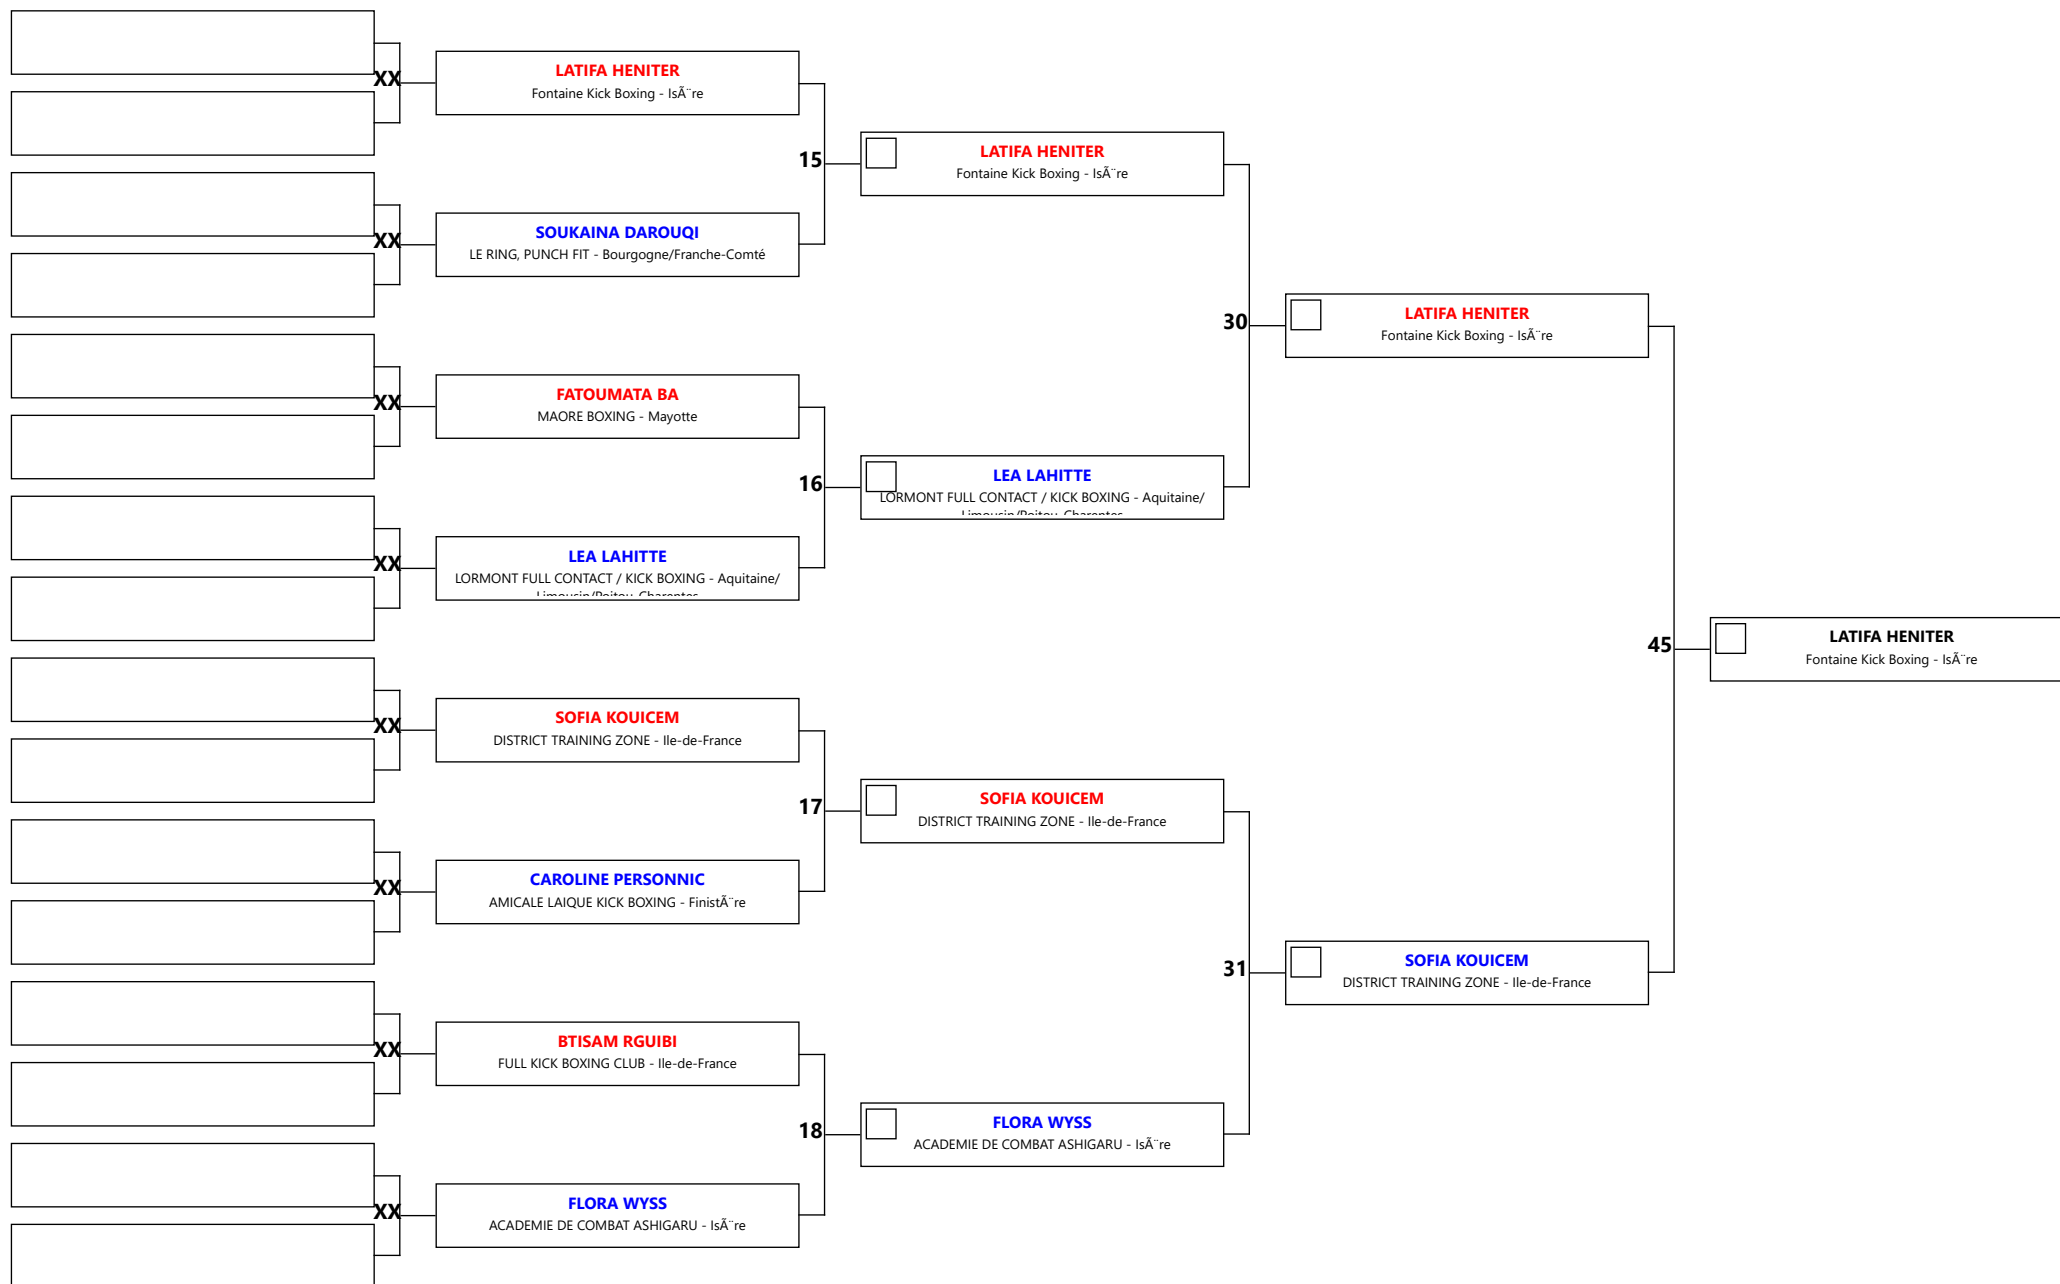 XX
LATIFA HENITER
Fontaine Kick Boxing - IsÃ¨re
XX
SOUKAINA DAROUQI
LE RING, PUNCH FIT - Bourgogne/Franche-Comté
XX
FATOUMATA BA
MAORE BOXING - Mayotte
XX
LEA LAHITTE
LORMONT FULL CONTACT / KICK BOXING - Aquitaine/
Limousin/Poitou-Charentes
XX
SOFIA KOUICEM
DISTRICT TRAINING ZONE - Ile-de-France
XX
CAROLINE PERSONNIC
AMICALE LAIQUE KICK BOXING - FinistÃ¨re
XX
BTISAM RGUIBI
FULL KICK BOXING CLUB - Ile-de-France
XX
FLORA WYSS
ACADEMIE DE COMBAT ASHIGARU - IsÃ¨re
15
LATIFA HENITER
Fontaine Kick Boxing - IsÃ¨re
16
LEA LAHITTE
LORMONT FULL CONTACT / KICK BOXING - Aquitaine/
Limousin/Poitou-Charentes
17
SOFIA KOUICEM
DISTRICT TRAINING ZONE - Ile-de-France
18
FLORA WYSS
ACADEMIE DE COMBAT ASHIGARU - IsÃ¨re
30
LATIFA HENITER
Fontaine Kick Boxing - IsÃ¨re
31
SOFIA KOUICEM
DISTRICT TRAINING ZONE - Ile-de-France
45
LATIFA HENITER
Fontaine Kick Boxing - IsÃ¨re